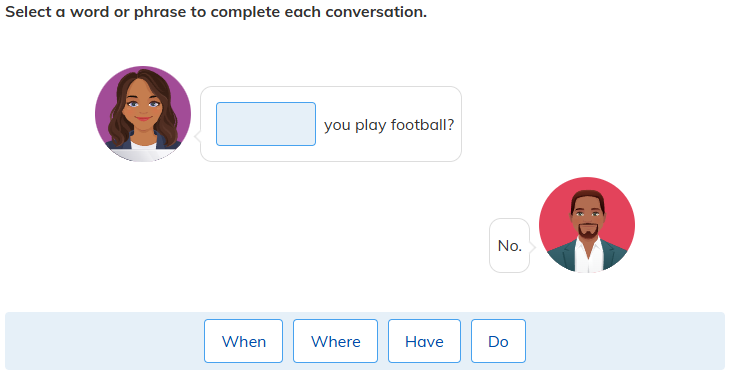 Select a word or phrase to complete each conversation.
you play football?
No.
When Where Have Do